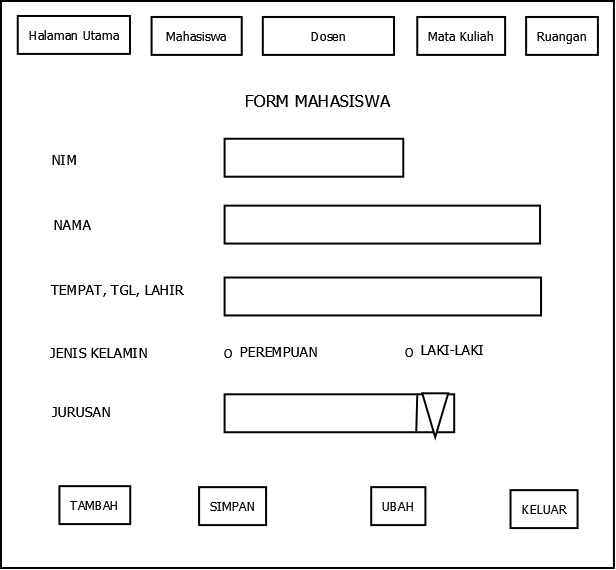 Halaman Utama Mahasiswa Dosen Mata Kuliah Ruangan
FORM MAHASISWA
NIM
NAMA
TEMPAT, TGL, LAHIR
JENIS KELAMIN o PEREMPUAN o LAKI-LAKI
JURUSAN
TAMBAH SIMPAN UBAH KELUAR